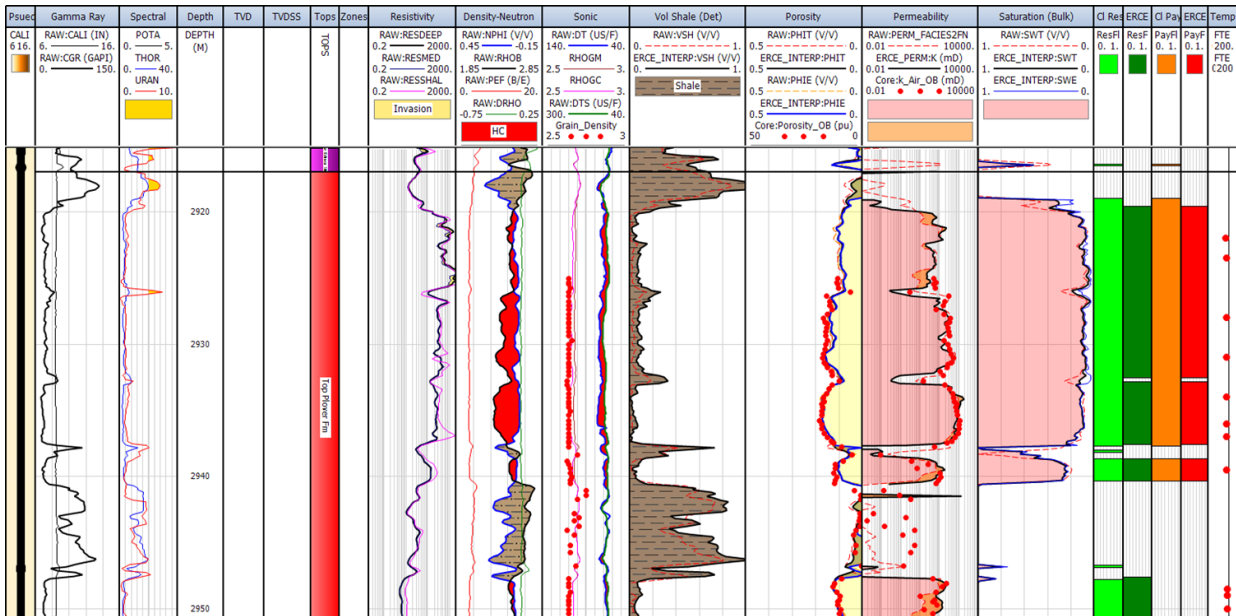 Psued Gamma Ray Spectral Depth TVD TVDSS Tops Zones Resistivity Density-Neutron Sonic Vol Shale (Det) Porosity Permeability Saturation (Bulk) Cl Res ERCE Cl Pay ERCE Temp
CALI
6 16.
RAW:CALI (IN)
6. 16.
RAW:CGR (GAPI)
0. 150.
POTA
0. 5.
THOR
0. 40.
URAN
0. 10.
DEPTH
(M)
TOPS
RAW:RESDEEP
0.2 2000.
RAW:RESMED
0.2 2000.
RAW:RESSHAL
0.2 2000.
Invasion
RAW:NPHI (V/V)
0.45 -0.15
RAW:RHOB
1.85 2.85
RAW:PEF (B/E)
0. 20.
RAW:DRHO
-0.75 0.25
HC
RAW:DT (US/F)
140. 40.
RHOGM
2.5 3.
RHOGC
2.5 3.
RAW:DTS (US/F)
300. 40.
Grain_Density
2.5 3
RAW:VSH (V/V)
0. 1.
ERCE_INTERP:VSH (V/V)
0. 1.
Shale
RAW:PHIT (V/V)
0.5 0.
ERCE_INTERP:PHIT
0.5 0.
RAW:PHIE (V/V)
0.5 0.
ERCE_INTERP:PHIE
0.5 0.
Core:Porosity_OB (pu)
50 0.
RAW:PERM_FACIES2FN
0.01 10000.
ERCE_PERM:K (mD)
0.01 10000.
Core:k_Air_OB (mD)
0.01 10000
RAW:SWT (V/V)
1. 0.
ERCE_INTERP:SWT
1. 0.
ERCE_INTERP:SWE
1. 0.
ResFl
0. 1.
ResF
0. 1.
PayFl
0. 1.
PayF
0. 1.
FTE
200.
FTE
(200
2920
2930
Top Plover Fm
2940
2950